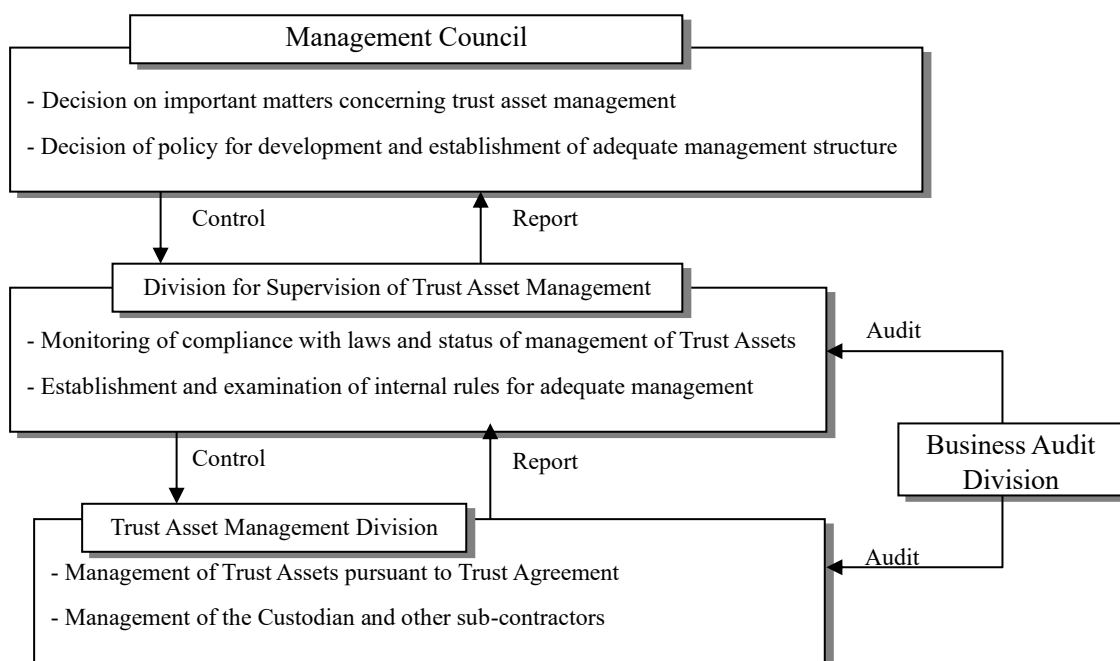 Management Council
- Decision on important matters concerning trust asset management
- Decision of policy for development and establishment of adequate management structure
Control
Report
Division for Supervision of Trust Asset Management
- Monitoring of compliance with laws and status of management of Trust Assets
- Establishment and examination of internal rules for adequate management
Audit
Business Audit
Division
Control
Report
Trust Asset Management Division
- Management of Trust Assets pursuant to Trust Agreement
- Management of the Custodian and other sub-contractors
Audit